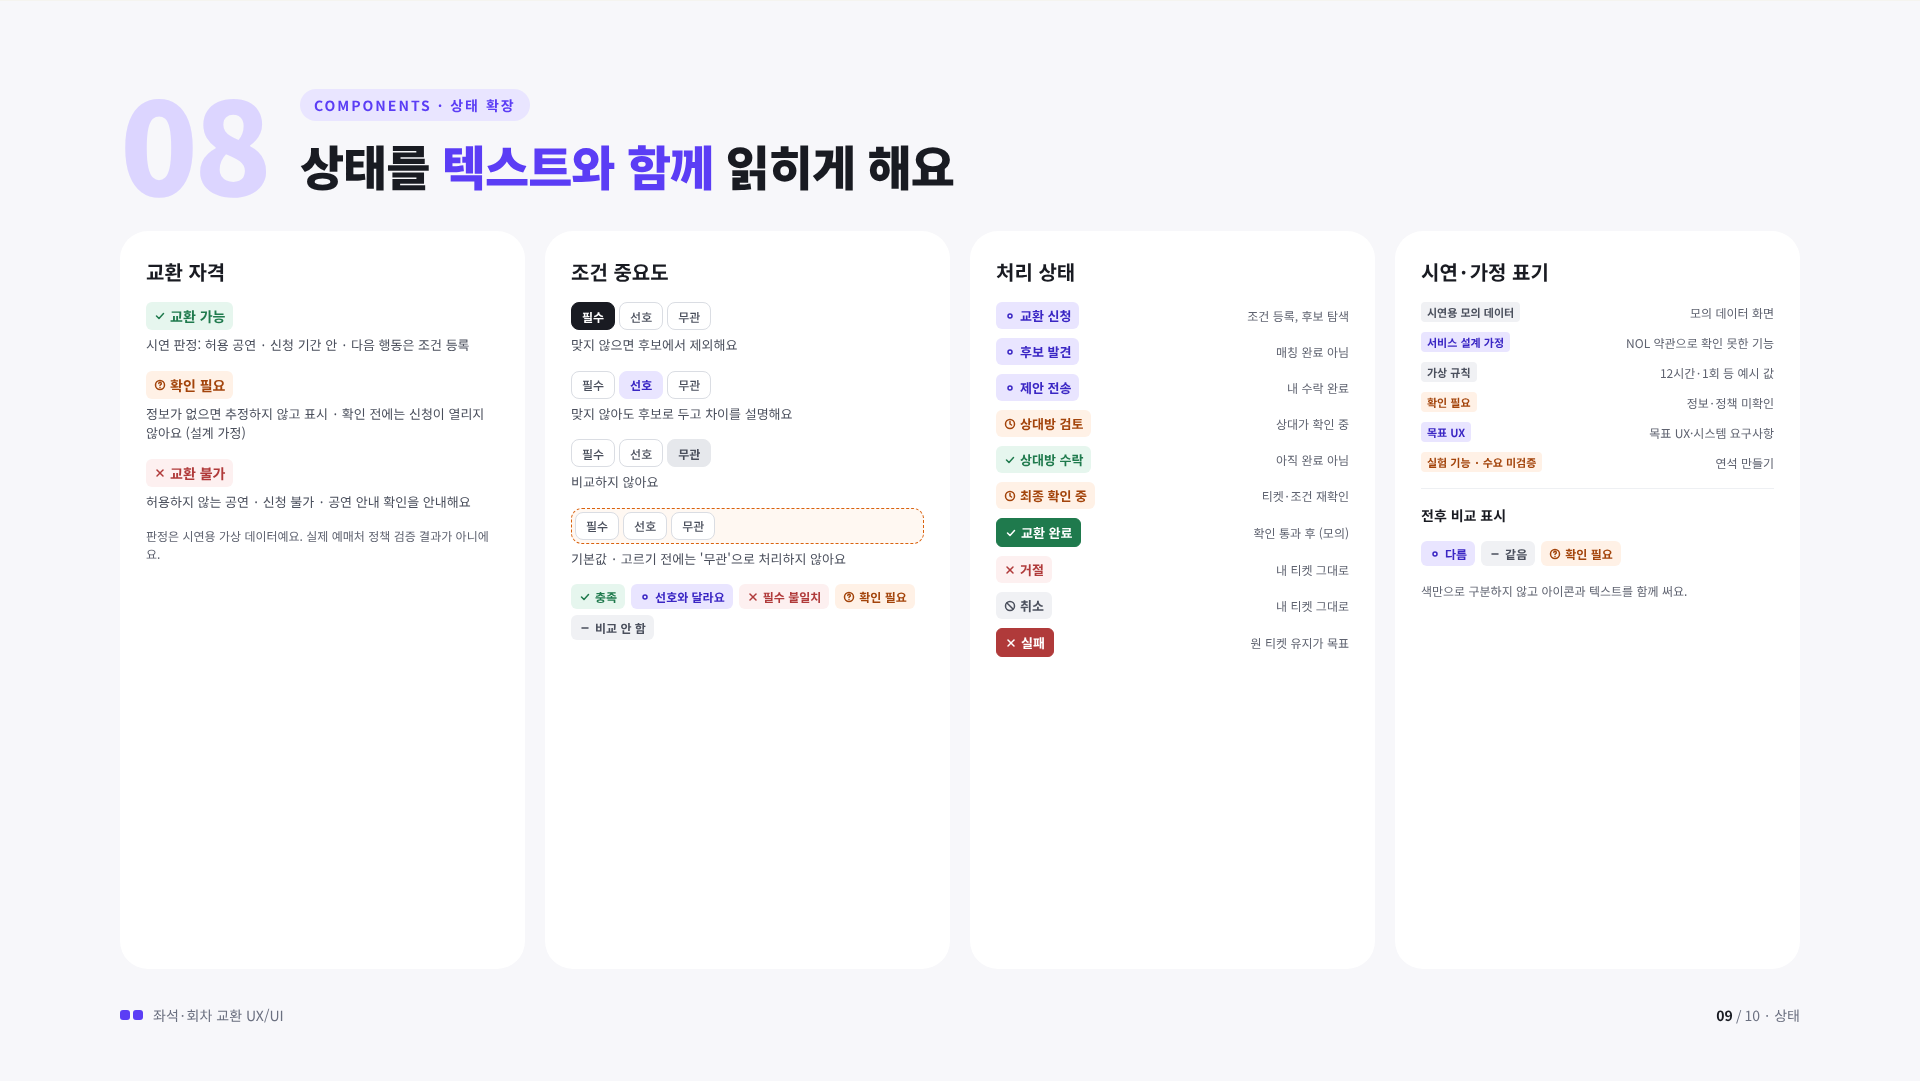 08
COMPONENTS · 상태 확장
상태를 텍스트와 함께 읽히게 해요
교환 자격
교환 가능
시연 판정: 허용 공연 · 신청 기간 안 · 다음 행동은 조건 등록
확인 필요
정보가 없으면 추정하지 않고 표시 · 확인 전에는 신청이 열리지
않아요 (설계 가정)
교환 불가
허용하지 않는 공연 · 신청 불가 · 공연 안내 확인을 안내해요
판정은 시연용 가상 데이터예요. 실제 예매처 정책 검증 결과가 아니에
요.
조건 중요도
필수 선호 무관
맞지 않으면 후보에서 제외해요
필수 선호 무관
맞지 않아도 후보로 두고 차이를 설명해요
필수 선호 무관
비교하지 않아요
필수 선호 무관
기본값 · 고르기 전에는 '무관'으로 처리하지 않아요
충족 선호와 달라요 필수 불일치 확인 필요
비교 안 함
처리 상태
교환 신청 조건 등록, 후보 탐색
후보 발견 매칭 완료 아님
제안 전송 내 수락 완료
상대방 검토 상대가 확인 중
상대방 수락 아직 완료 아님
최종 확인 중 티켓·조건 재확인
교환 완료 확인 통과 후 (모의)
거절 내 티켓 그대로
취소 내 티켓 그대로
실패 원 티켓 유지가 목표
시연·가정 표기
시연용 모의 데이터 모의 데이터 화면
서비스 설계 가정 NOL 약관으로 확인 못한 기능
가상 규칙 12시간·1회 등 예시 값
확인 필요 정보·정책 미확인
목표 UX 목표 UX·시스템 요구사항
실험 기능 · 수요 미검증 연석 만들기
전후 비교 표시
다름 같음 확인 필요
색만으로 구분하지 않고 아이콘과 텍스트를 함께 써요.
좌석·회차 교환 UX/UI
09 / 10 · 상태